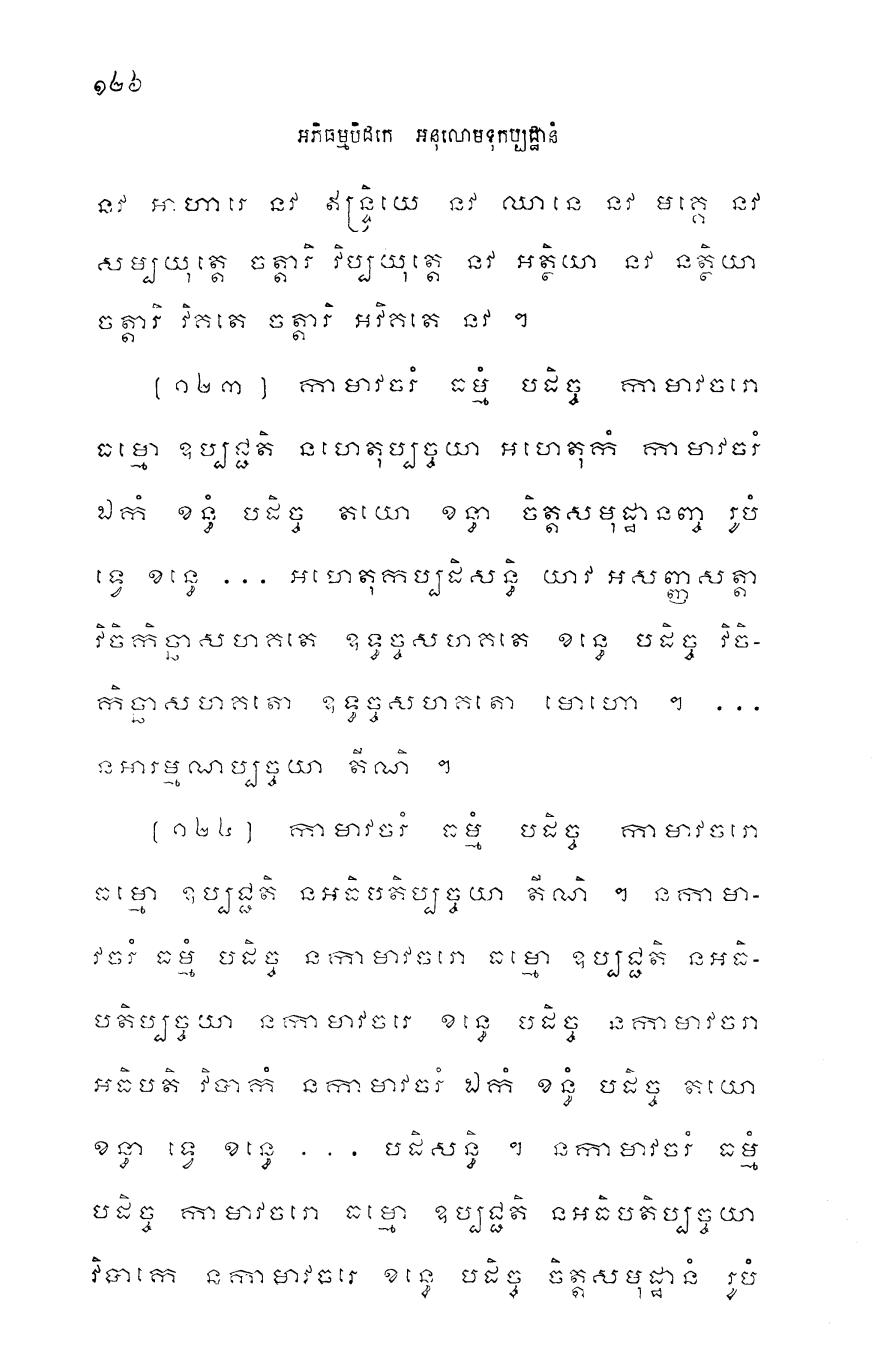 ១២៦
អភិធម្មបិដកេ អនុលោមទុកប្បដ្ឋានំ
នវ អាហារេ នវ ឥន្ទ្រិយេ នវ ឈានេ នវ មគ្គេ នវ
សម្បយុត្តេ ចត្តារិ វិប្បយុត្តេ នវ អត្ថិយា នវ នត្ថិយា
ចត្តារិ វិគតេ ចត្តារិ អវិគតេ នវ ។
(១២៣) កាមាវចរំ ធម្មំ បដិច្ច កាមាវចរោ
ធម្មោ ឧប្បជ្ជតិ នហេតុប្បច្ចយា អហេតុកំ កាមាវចរំ
ឯកំ ខន្ធំ បដិច្ច តយោ ខន្ធា ចិត្តសមុដ្ឋានញ្ច រូបំ
ទ្វេ ខន្ធេ ... អហេតុកប្បដិសន្ធិ យាវ អសញ្ញសត្តា
វិចិកិច្ឆាសហគតេ ឧទ្ធច្ចសហគតេ ខន្ធេ បដិច្ច វិចិ-
កិច្ឆាសហគតោ ឧទ្ធច្ចសហគតោ មោហោ ។ ...
នអារម្មណប្បច្ចយា តីណិ ។
(១២៤) កាមាវចរំ ធម្មំ បដិច្ច កាមាវចរោ
ធម្មោ ឧប្បជ្ជតិ នអធិបតិប្បច្ចយា តីណិ ។ នកាមា-
វចរំ ធម្មំ បដិច្ច នកាមាវចរោ ធម្មោ ឧប្បជ្ជតិ នអធិ-
បតិប្បច្ចយា នកាមាវចរេ ខន្ធេ បដិច្ច នកាមាវចរា
អធិបតិ វិបាកំ នកាមាវចរំ ឯកំ ខន្ធំ បដិច្ច តយោ
ខន្ធា ទ្វេ ខន្ធេ ... បដិសន្ធិ ។ នកាមាវចរំ ធម្មំ
បដិច្ច កាមាវចរោ ធម្មោ ឧប្បជ្ជតិ នអធិបតិប្បច្ចយា
វិបាកេ នកាមាវចរេ ខន្ធេ បដិច្ច ចិត្តសមុដ្ឋានំ រូបំ